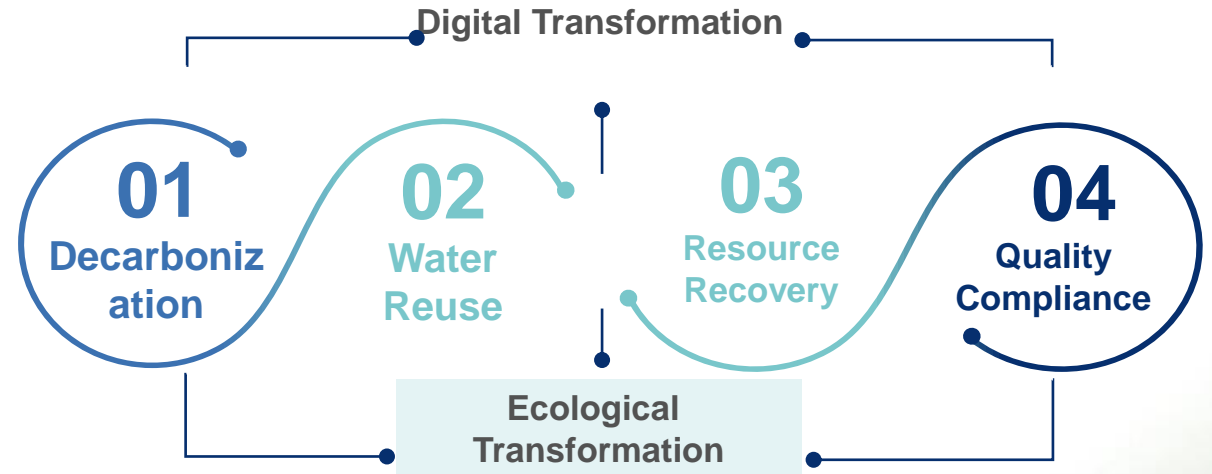 Digital Transformation
01
Decarboniz
ation
02
Water
Reuse
03
Resource
Recovery
04
Quality
Compliance
Ecological
Transformation